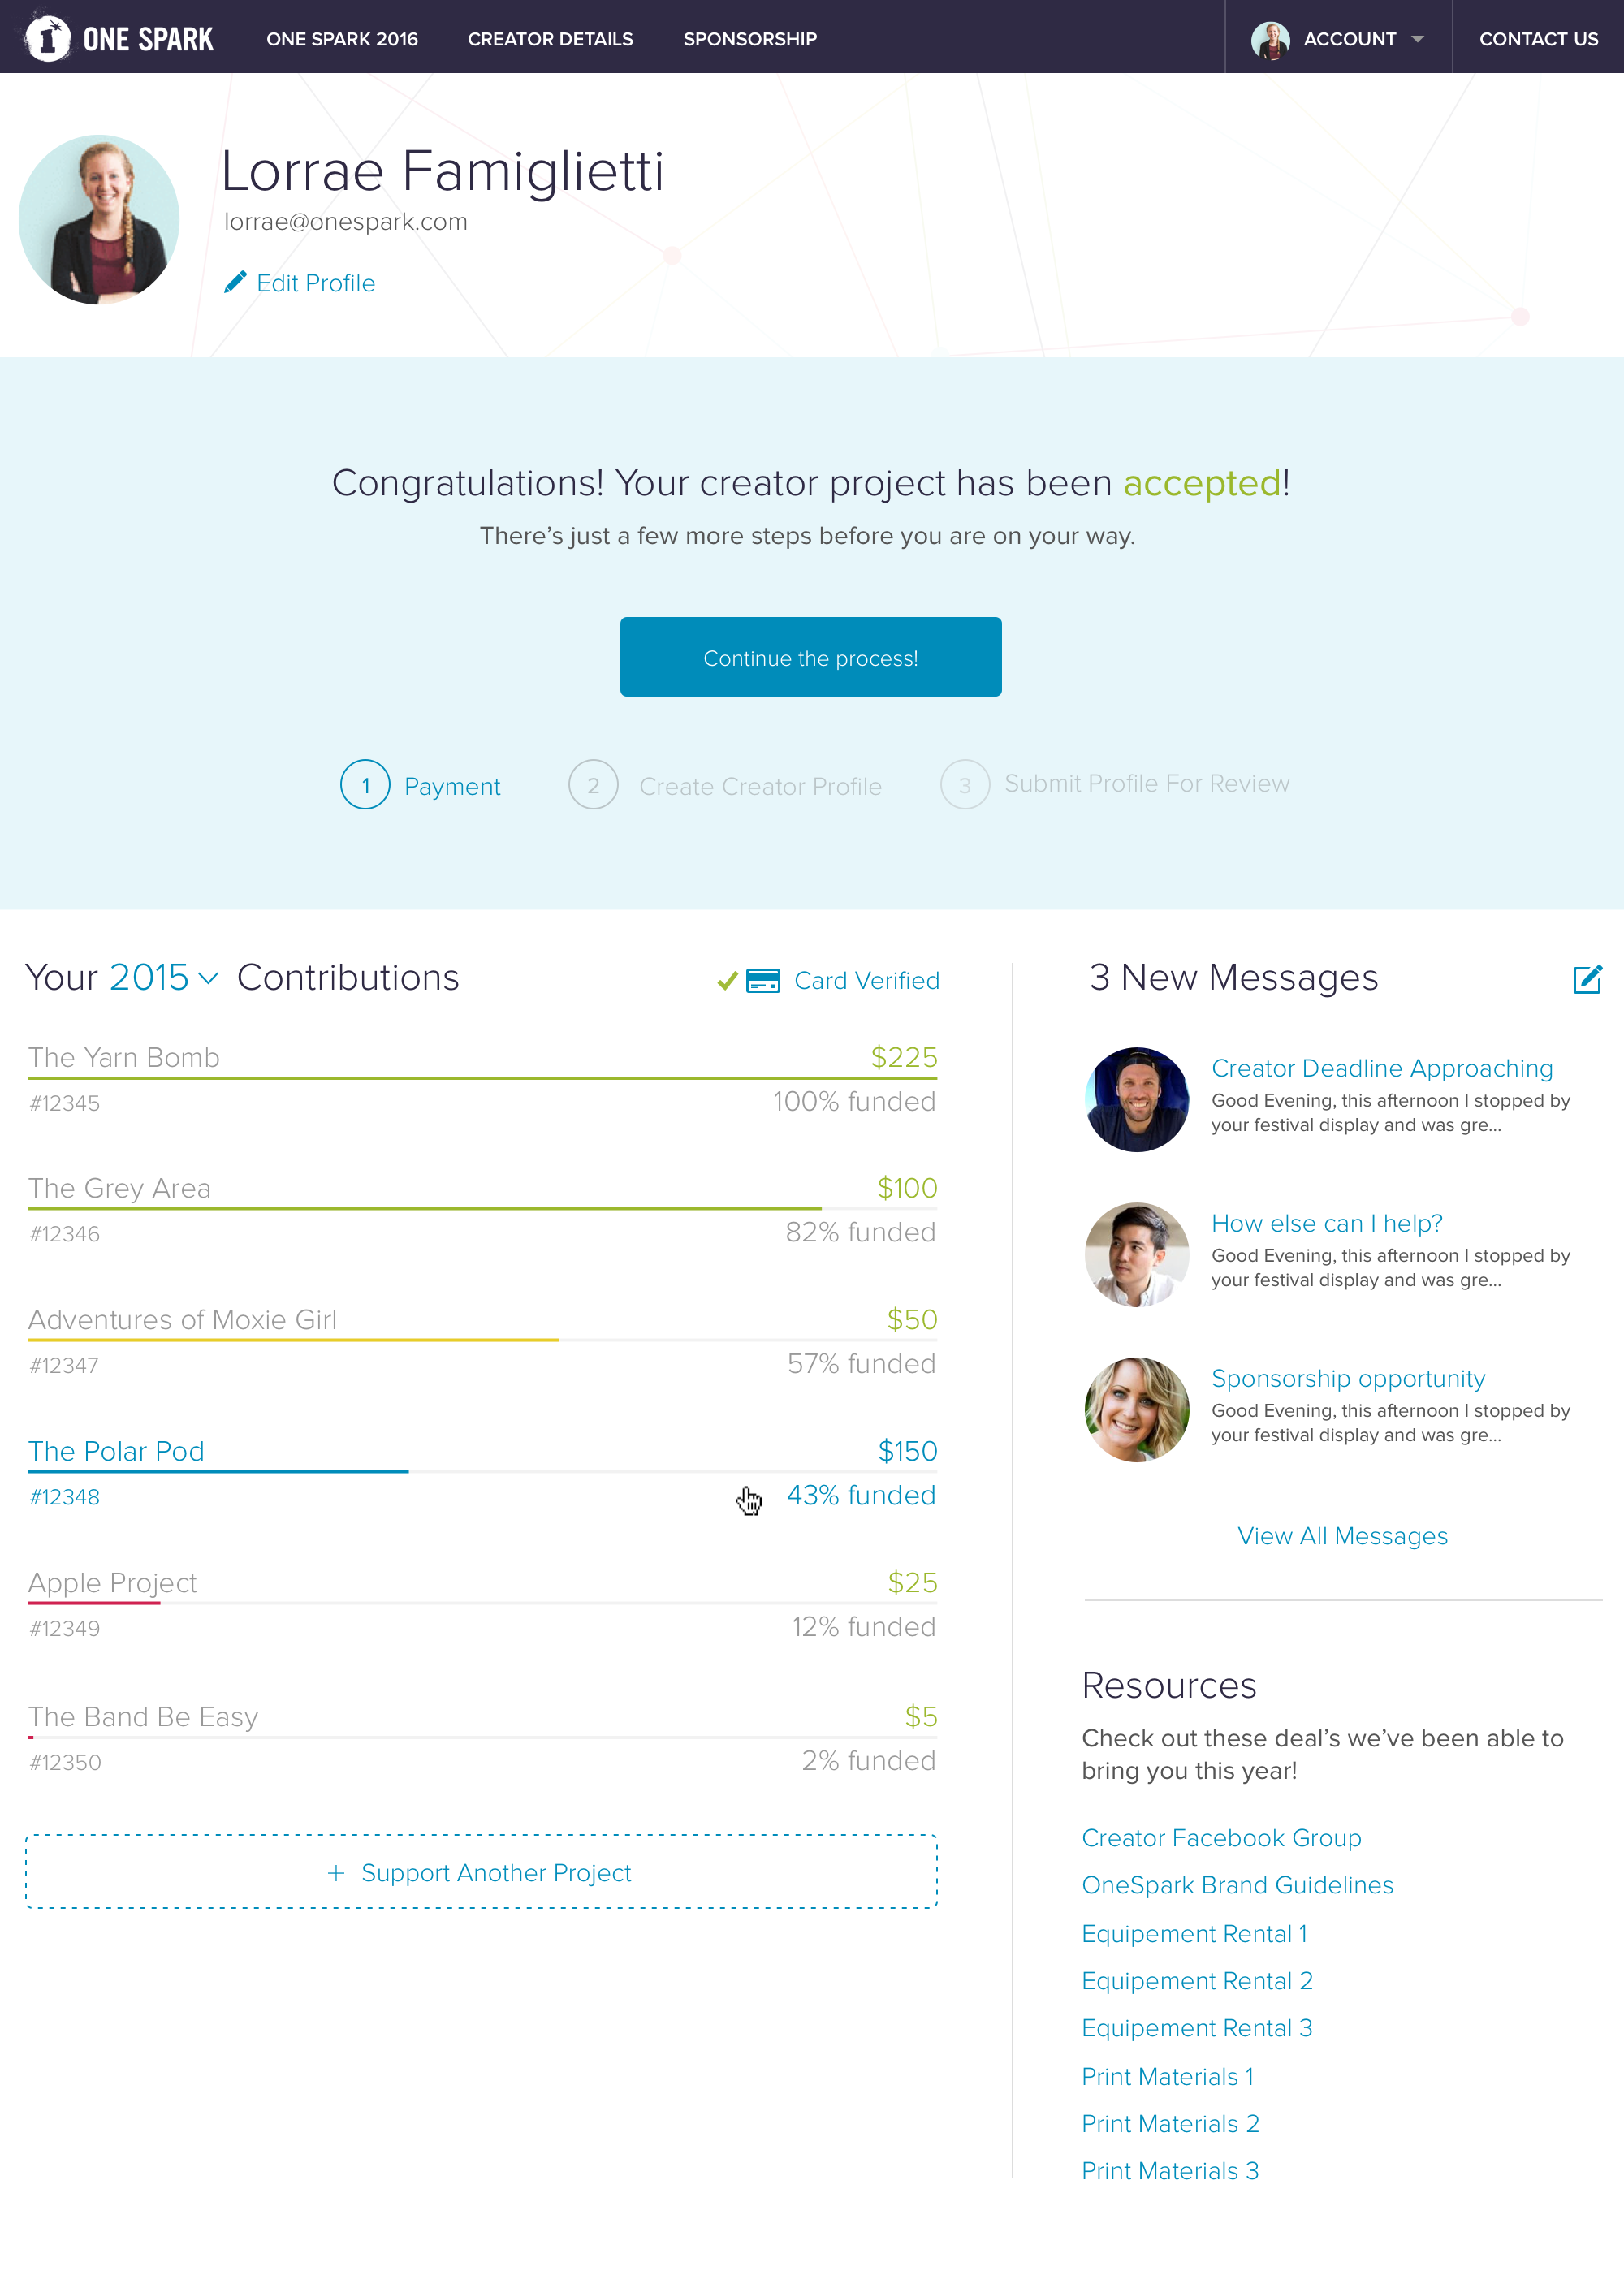 1 ONE SPARK
ONE SPARK 2016
CREATOR DETAILS
SPONSORSHIP
ACCOUNT
CONTACT US
Lorrae Famiglietti
lorrae@onespark.com
Edit Profile
Congratulations! Your creator project has been accepted!
There's just a few more steps before you are on your way.
Continue the process!
1 Payment
2 Create Creator Profile
3 Submit Profile For Review
Your 2015 Contributions
Card Verified
The Yarn Bomb $225
#12345 100% funded
The Grey Area $100
#12346 82% funded
Adventures of Moxie Girl $50
#12347 57% funded
The Polar Pod $150
#12348 43% funded
Apple Project $25
#12349 12% funded
The Band Be Easy $5
#12350 2% funded
+ Support Another Project
3 New Messages
Creator Deadline Approaching
Good Evening, this afternoon I stopped by
your festival display and was gre...
How else can I help?
Good Evening, this afternoon I stopped by
your festival display and was gre...
Sponsorship opportunity
Good Evening, this afternoon I stopped by
your festival display and was gre...
View All Messages
Resources
Check out these deal's we've been able to
bring you this year!
Creator Facebook Group
OneSpark Brand Guidelines
Equipement Rental 1
Equipement Rental 2
Equipement Rental 3
Print Materials 1
Print Materials 2
Print Materials 3